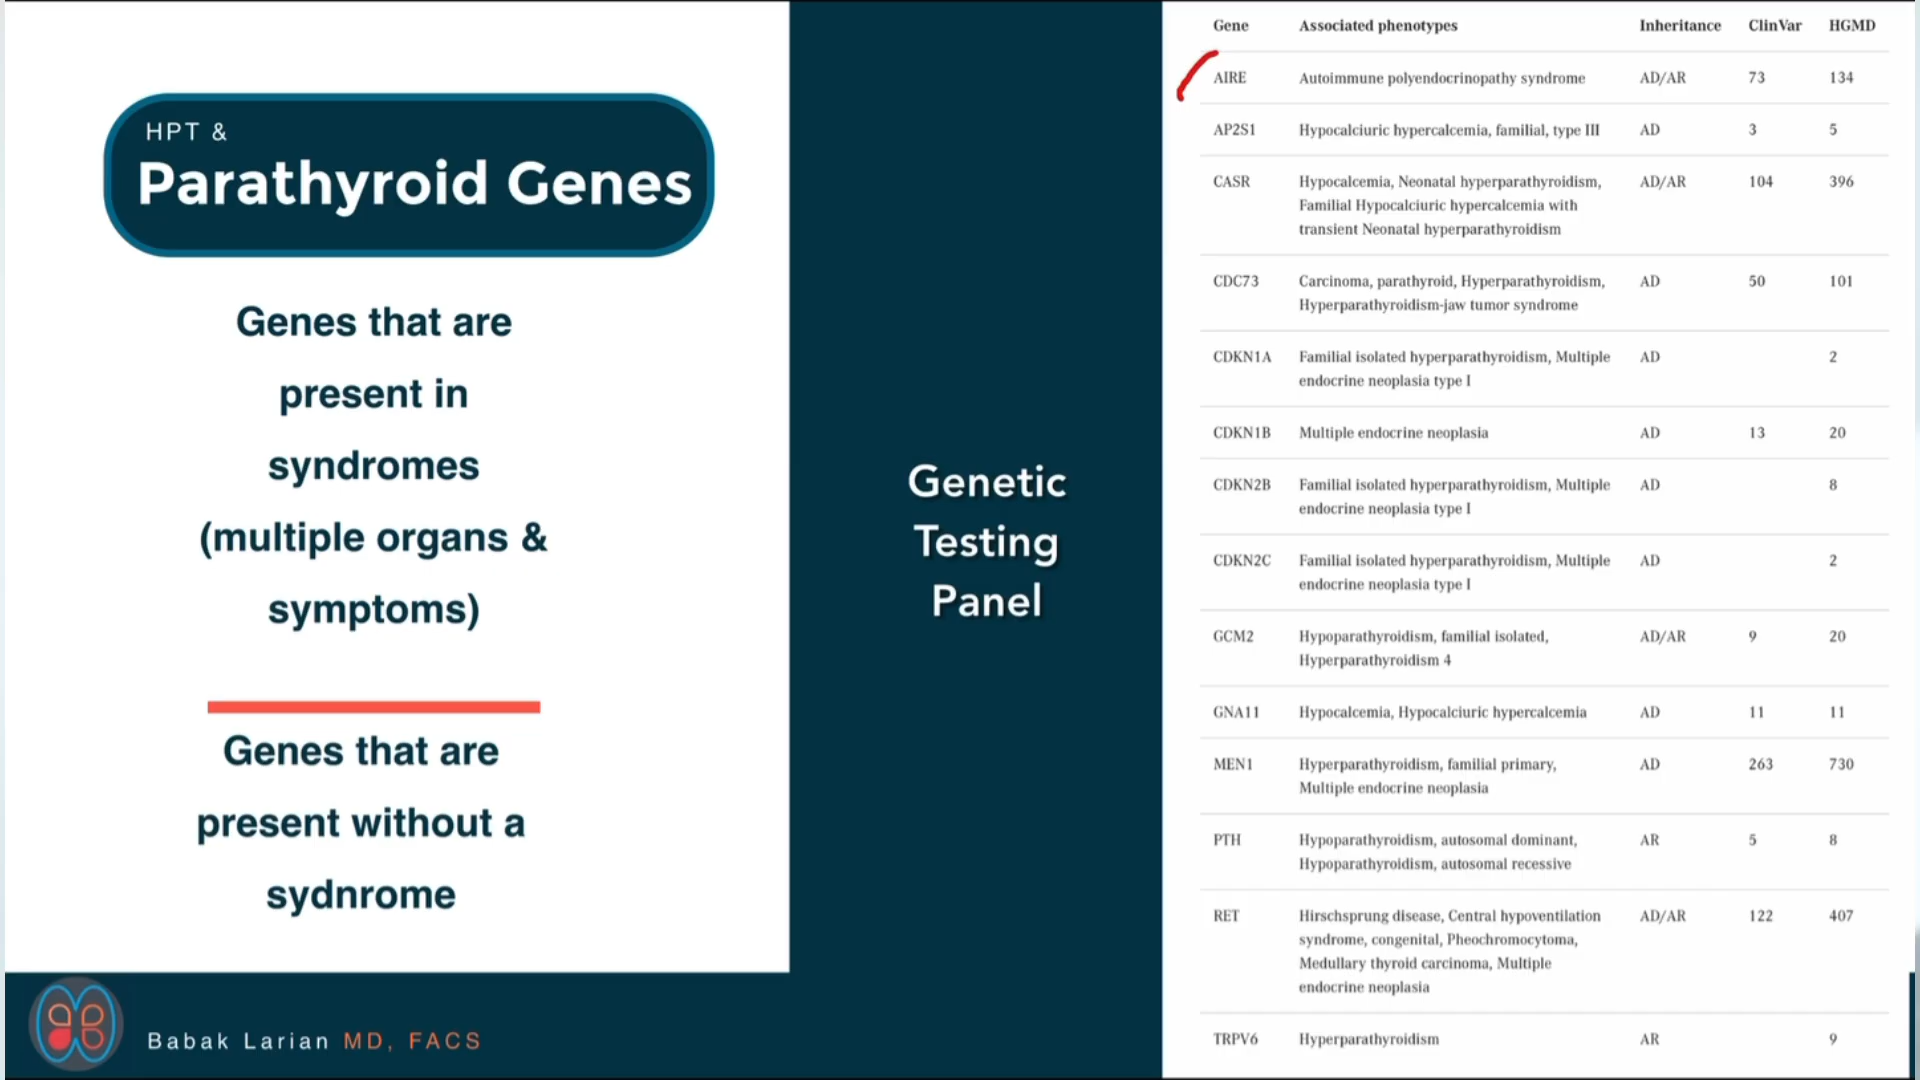 HPT &
Parathyroid Genes
Genes that are
present in
syndromes
(multiple organs &
symptoms)
Genes that are
present without a
sydnrome
Babak Larian MD, FACS
Genetic
Testing
Panel
Gene Associated phenotypes Inheritance ClinVar HGMD
AIRE Autoimmune polyendocrinopathy syndrome AD/AR 73 134
AP2S1 Hypocalciuric hypercalcemia, familial, type III AD 3 5
CASR Hypocalcemia, Neonatal hyperparathyroidism, AD/AR 104 396
Familial Hypocalciuric hypercalcemia with
transient Neonatal hyperparathyroidism
CDC73 Carcinoma, parathyroid, Hyperparathyroidism, AD 50 101
Hyperparathyroidism-jaw tumor syndrome
CDKN1A Familial isolated hyperparathyroidism, Multiple AD 2
endocrine neoplasia type I
CDKN1B Multiple endocrine neoplasia AD 13 20
CDKN2B Familial isolated hyperparathyroidism, Multiple AD 8
endocrine neoplasia type I
CDKN2C Familial isolated hyperparathyroidism, Multiple AD 2
endocrine neoplasia type I
GCM2 Hypoparathyroidism, familial isolated, AD/AR 9 20
Hyperparathyroidism 4
GNA11 Hypocalcemia, Hypocalciuric hypercalcemia AD 11 11
MEN1 Hyperparathyroidism, familial primary, AD 263 730
Multiple endocrine neoplasia
PTH Hypoparathyroidism, autosomal dominant, AR 5 8
Hypoparathyroidism, autosomal recessive
RET Hirschsprung disease, Central hypoventilation AD/AR 122 407
syndrome, congenital, Pheochromocytoma,
Medullary thyroid carcinoma, Multiple
endocrine neoplasia
TRPV6 Hyperparathyroidism AR 9